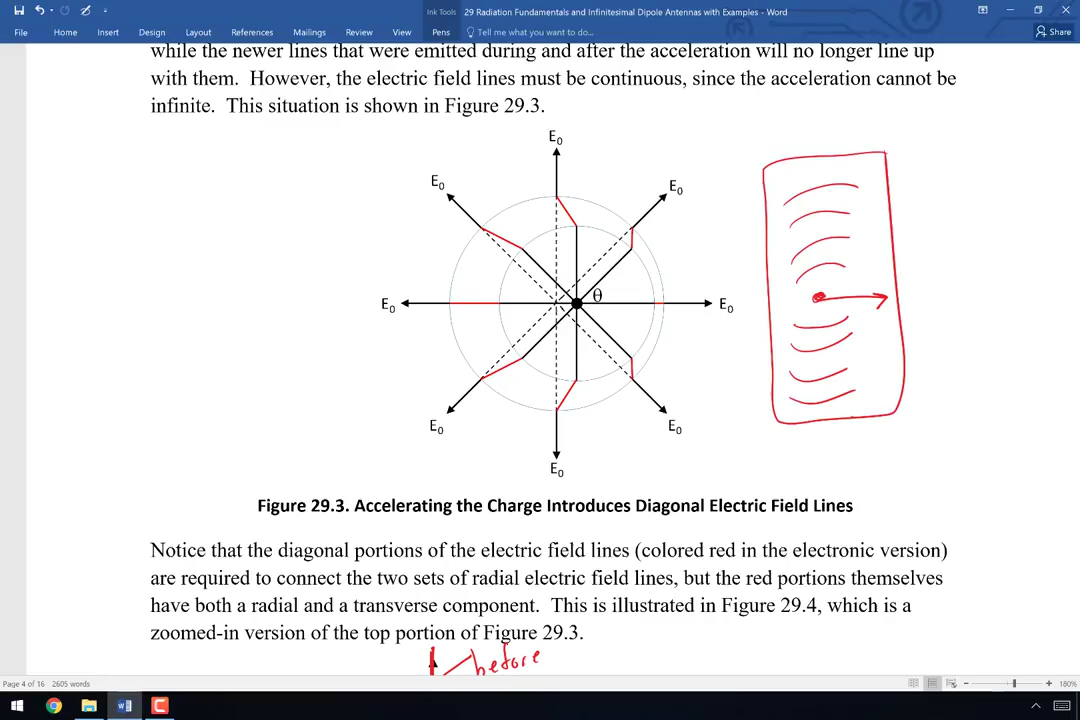 Ink Tools
29 Radiation Fundamentals and Infinitesimal Dipole Antennas with Examples - Word
File Home Insert Design Layout References Mailings Review View Pens Tell me what you want to do... Share
while the newer lines that were emitted during and after the acceleration will no longer line up
with them. However, the electric field lines must be continuous, since the acceleration cannot be
infinite. This situation is shown in Figure 29.3.
E₀
E₀ E₀
E₀ θ E₀
E₀ E₀
E₀
Figure 29.3. Accelerating the Charge Introduces Diagonal Electric Field Lines
Notice that the diagonal portions of the electric field lines (colored red in the electronic version)
are required to connect the two sets of radial electric field lines, but the red portions themselves
have both a radial and a transverse component. This is illustrated in Figure 29.4, which is a
zoomed-in version of the top portion of Figure 29.3.
before
Page 4 of 16 2605 words 180%